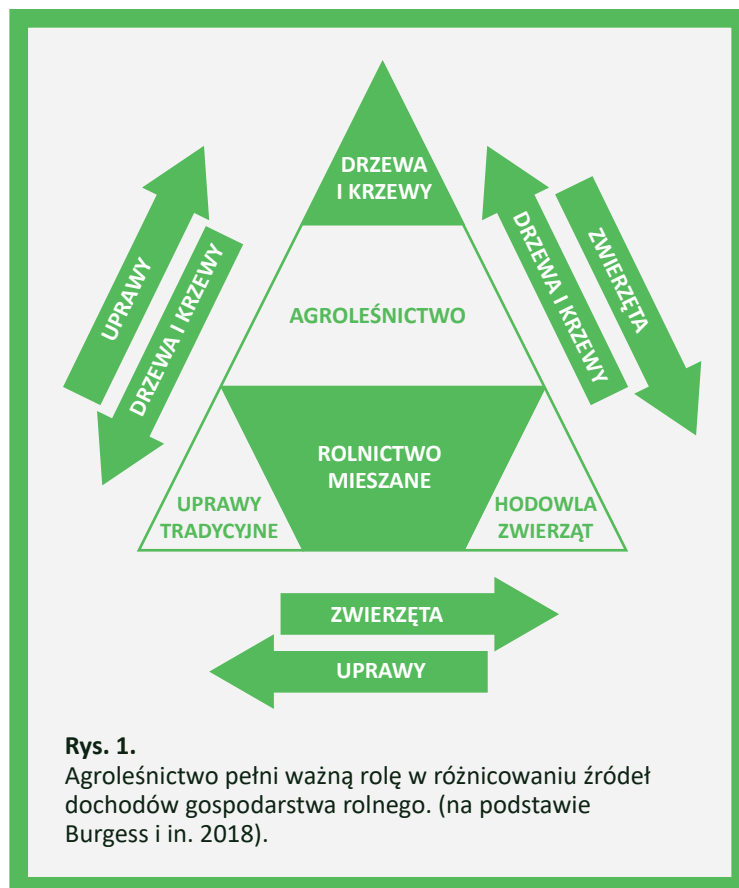 DRZEWA
I KRZEWY
UPRAWY
DRZEWA I KRZEWY
DRZEWA I KRZEWY
ZWIERZĘTA
AGROLEŚNICTWO
ROLNICTWO
MIESZANE
UPRAWY
TRADYCYJNE
HODOWLA
ZWIERZĄT
ZWIERZĘTA
UPRAWY
Rys. 1.
Agroleśnictwo pełni ważną rolę w różnicowaniu źródeł
dochodów gospodarstwa rolnego. (na podstawie
Burgess i in. 2018).